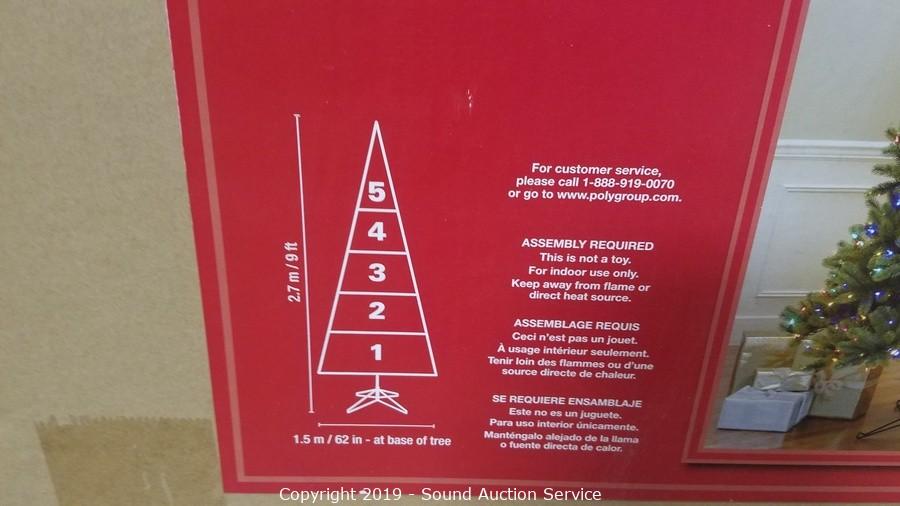 5
4
3
2
1
2.7 m / 9 ft
1.5 m / 62 in - at base of tree
For customer service,
please call 1-888-919-0070
or go to www.polygroup.com.
ASSEMBLY REQUIRED
This is not a toy.
For indoor use only.
Keep away from flame or
direct heat source.
ASSEMBLAGE REQUIS
Ceci n'est pas un jouet.
À usage intérieur seulement.
Tenir loin des flammes ou d'une
source directe de chaleur.
SE REQUIERE ENSAMBLAJE
Este no es un juguete.
Para uso interior únicamente.
Manténgalo alejado de la llama
o fuente directa de calor.
Copyright 2019 - Sound Auction Service